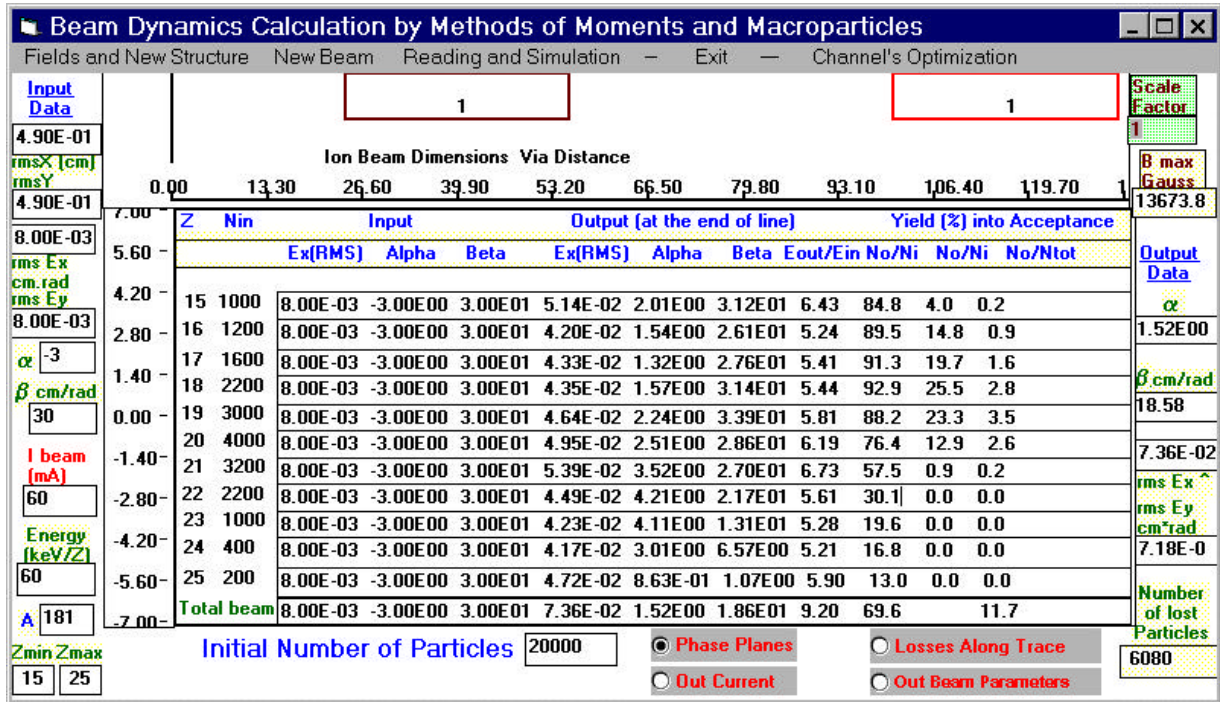 Beam Dynamics Calculation by Methods of Moments and Macroparticles
Fields and New Structure New Beam Reading and Simulation – Exit — Channel's Optimization
Input
Data
4.90E-01
rmsX [cm]
rmsY
4.90E-01
8.00E-03
rms Ex
cm.rad
rms Ey
8.00E-03
α -3
β cm/rad
30
I beam
[mA]
60
Energy
[keV/Z]
60
A 181
Zmin Zmax
15 25
1 1
Ion Beam Dimensions Via Distance
0.00 13.30 26.60 39.90 53.20 66.50 79.80 93.10 106.40 119.70 1
7.00
5.60
4.20
2.80
1.40
0.00
-1.40
-2.80
-4.20
-5.60
-7.00
Z Nin Input Output (at the end of line) Yield (%) into Acceptance
Ex(RMS) Alpha Beta Ex(RMS) Alpha Beta Eout/Ein No/Ni No/Ni No/Ntot
15 1000 8.00E-03 -3.00E00 3.00E01 5.14E-02 2.01E00 3.12E01 6.43 84.8 4.0 0.2
16 1200 8.00E-03 -3.00E00 3.00E01 4.20E-02 1.54E00 2.61E01 5.24 89.5 14.8 0.9
17 1600 8.00E-03 -3.00E00 3.00E01 4.33E-02 1.32E00 2.76E01 5.41 91.3 19.7 1.6
18 2200 8.00E-03 -3.00E00 3.00E01 4.35E-02 1.57E00 3.14E01 5.44 92.9 25.5 2.8
19 3000 8.00E-03 -3.00E00 3.00E01 4.64E-02 2.24E00 3.39E01 5.81 88.2 23.3 3.5
20 4000 8.00E-03 -3.00E00 3.00E01 4.95E-02 2.51E00 2.86E01 6.19 76.4 12.9 2.6
21 3200 8.00E-03 -3.00E00 3.00E01 5.39E-02 3.52E00 2.70E01 6.73 57.5 0.9 0.2
22 2200 8.00E-03 -3.00E00 3.00E01 4.49E-02 4.21E00 2.17E01 5.61 30.1 0.0 0.0
23 1000 8.00E-03 -3.00E00 3.00E01 4.23E-02 4.11E00 1.31E01 5.28 19.6 0.0 0.0
24 400 8.00E-03 -3.00E00 3.00E01 4.17E-02 3.01E00 6.57E00 5.21 16.8 0.0 0.0
25 200 8.00E-03 -3.00E00 3.00E01 4.72E-02 8.63E-01 1.07E00 5.90 13.0 0.0 0.0
Total beam 8.00E-03 -3.00E00 3.00E01 7.36E-02 1.52E00 1.86E01 9.20 69.6 11.7
Initial Number of Particles 20000
Phase Planes Losses Along Trace
Out Current Out Beam Parameters
Scale
Factor
1
B max
Gauss
13673.8
Output
Data
α
1.52E00
β,cm/rad
18.58
7.36E-02
rms Ex ^
rms Ey
cm*rad
7.18E-0
Number
of lost
Particles
6080